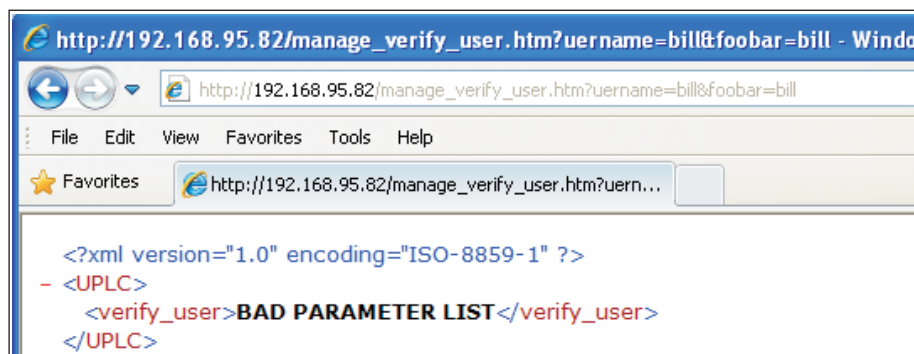 http://192.168.95.82/manage_verify_user.htm?uername=bill&foobar=bill - Windo
http://192.168.95.82/manage_verify_user.htm?uername=bill&foobar=bill
File Edit View Favorites Tools Help
Favorites http://192.168.95.82/manage_verify_user.htm?uern...
<?xml version="1.0" encoding="ISO-8859-1" ?>
- <UPLC>
<verify_user>BAD PARAMETER LIST</verify_user>
</UPLC>